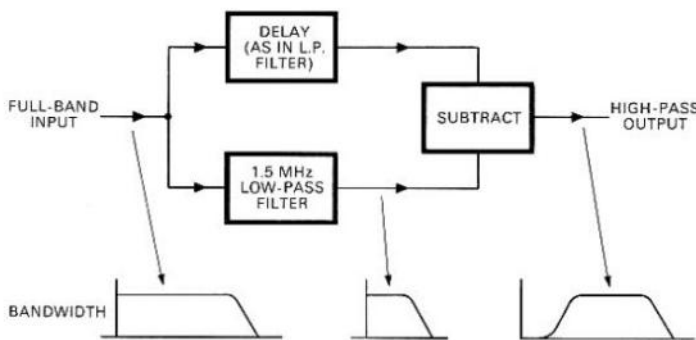 DELAY
(AS IN L.P.
FILTER)
FULL-BAND
INPUT
SUBTRACT
HIGH-PASS
OUTPUT
1.5 MHz
LOW-PASS
FILTER
BANDWIDTH